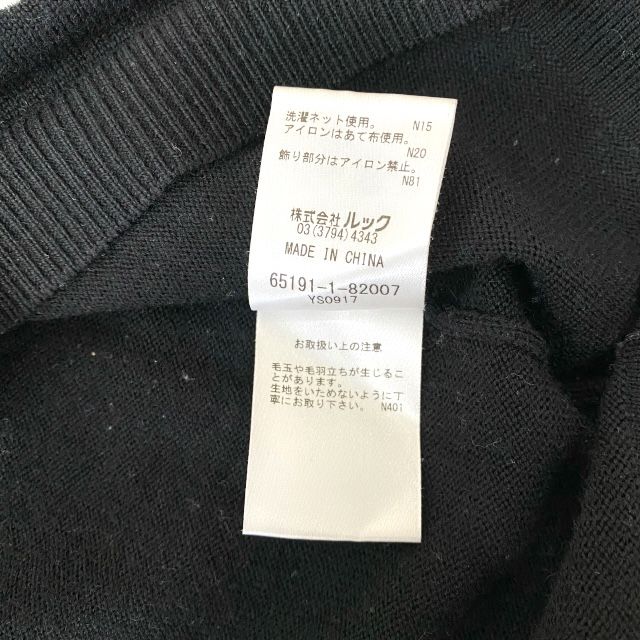 洗濯ネット使用。 N15
アイロンはあて布使用。
N20
飾り部分はアイロン禁止。
N81
株式会社ルック
03(3794)4343
MADE IN CHINA
65191-1-82007
YS0917
お取扱い上の注意
毛玉や毛羽立ちが生じるこ
とがあります。
生地をいためないように丁
寧にお取り下さい。 N401